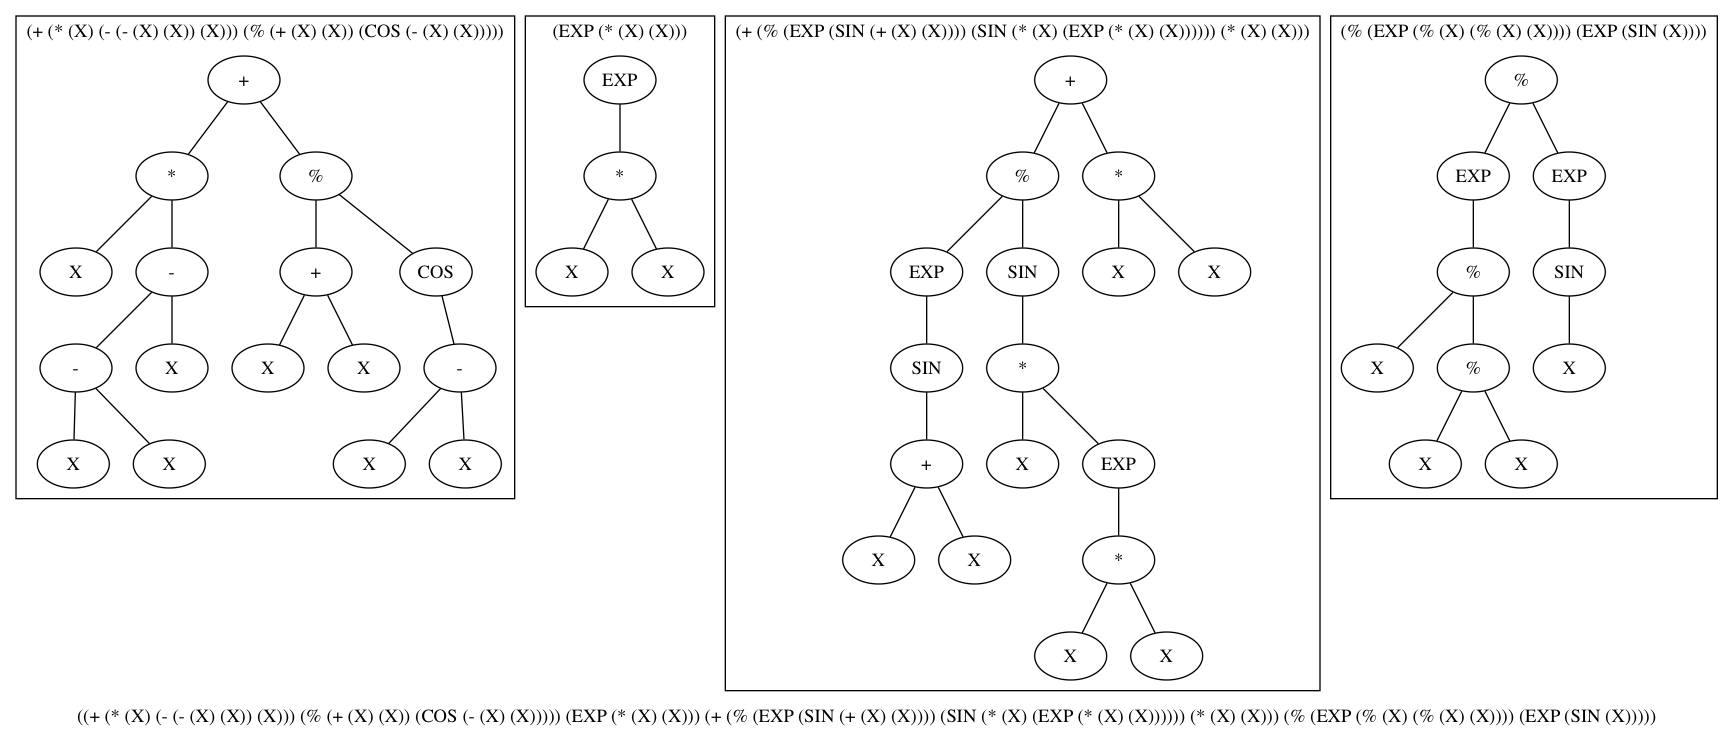 (+ (* (X) (- (- (X) (X)) (X))) (% (+ (X) (X)) (COS (- (X) (X)))))
+
* %
X - + COS
- X X X -
X X X X
(EXP (* (X) (X)))
EXP
*
X X
(+ (% (EXP (SIN (+ (X) (X)))) (SIN (* (X) (EXP (* (X) (X)))))) (* (X) (X)))
+
% *
EXP SIN X X
SIN *
+ X EXP
X X *
X X
(% (EXP (% (X) (% (X) (X)))) (EXP (SIN (X))))
%
EXP EXP
% SIN
X % X
X X
((+ (* (X) (- (- (X) (X)) (X))) (% (+ (X) (X)) (COS (- (X) (X))))) (EXP (* (X) (X))) (+ (% (EXP (SIN (+ (X) (X)))) (SIN (* (X) (EXP (* (X) (X)))))) (* (X) (X))) (% (EXP (% (X) (% (X) (X)))) (EXP (SIN (X)))))